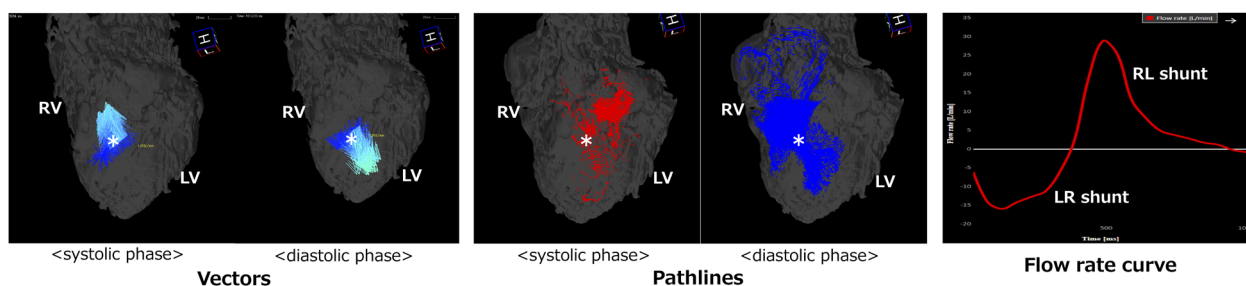 RV
LV
RV
LV
RV
LV
RV
LV
H
H
H
H
*
*
*
*
<systolic phase>
<diastolic phase>
Vectors
<systolic phase>
<diastolic phase>
Pathlines
Flow rate (L/min)
Flow rate [L/min]
35
30
25
20
15
10
5
0
-5
-10
-15
-20
RL shunt
LR shunt
500
Time [ms]
Flow rate curve